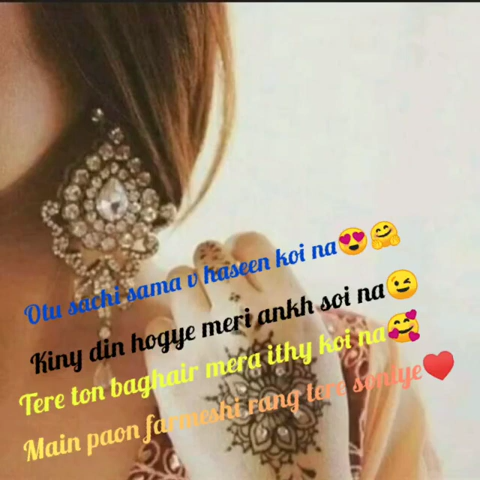 Otu sachi sama v haseen koi na😍🤗
Kiny din hogye meri ankh soi na😉
Tere ton baghair mera ithy koi na🥰
Main paon farmeshi rang tere sohlye♥️